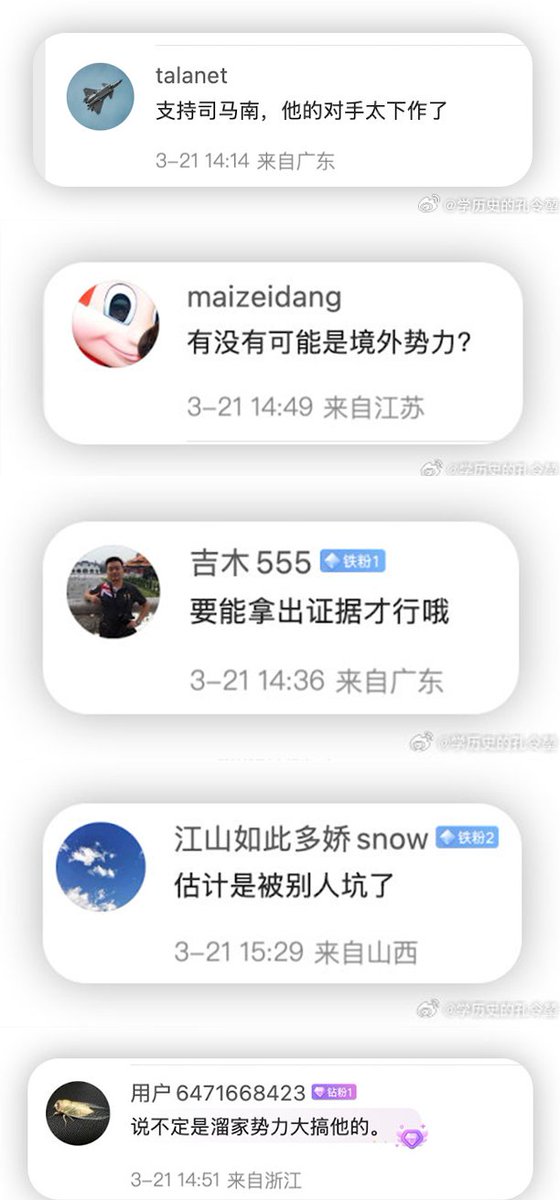 talanet
支持司马南，他的对手太下作了
3-21 14:14 来自广东
@学历史的孔令堃
maizeidang
有没有可能是境外势力？
3-21 14:49 来自江苏
@学历史的孔令堃
吉木555 铁粉1
要能拿出证据才行哦
3-21 14:36 来自广东
@学历史的孔令堃
江山如此多娇snow 铁粉2
估计是被别人坑了
3-21 15:29 来自山西
@学历史的孔令堃
用户6471668423 钻粉1
说不定是溜家势力大搞他的。
3-21 14:51 来自浙江